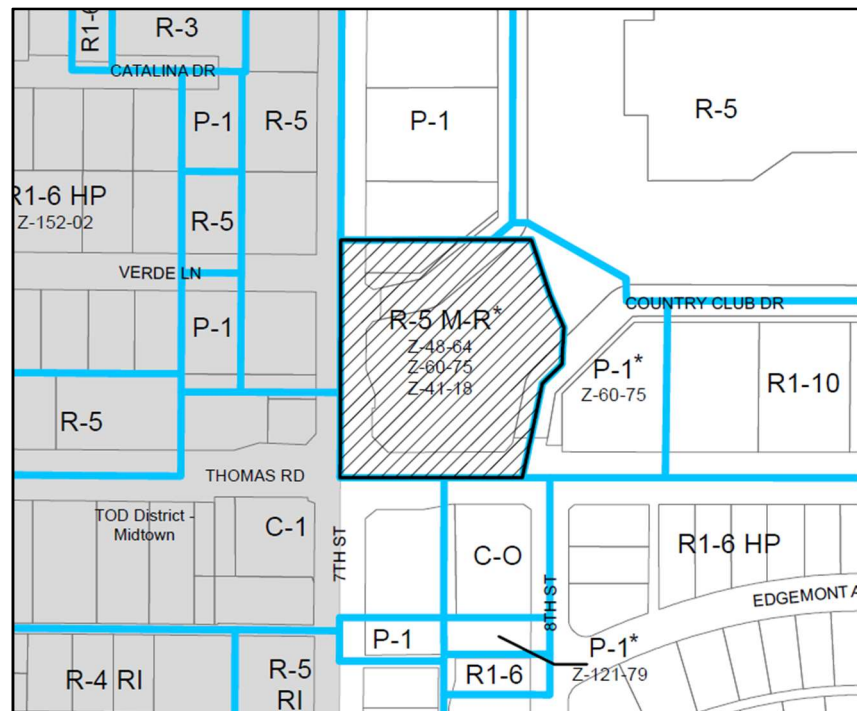 R1-6
R-3
CATALINA DR
P-1
R-5
P-1
R-5
R1-6 HP
Z-152-02
R-5
VERDE LN
P-1
R-5 M-R*
Z-48-64
Z-60-75
Z-41-18
COUNTRY CLUB DR
P-1*
Z-60-75
R1-10
R-5
THOMAS RD
TOD District -
Midtown
C-1
7TH ST
C-O
8TH ST
R1-6 HP
EDGEMONT A
P-1
P-1*
Z-121-79
R-4 RI
R-5
RI
R1-6